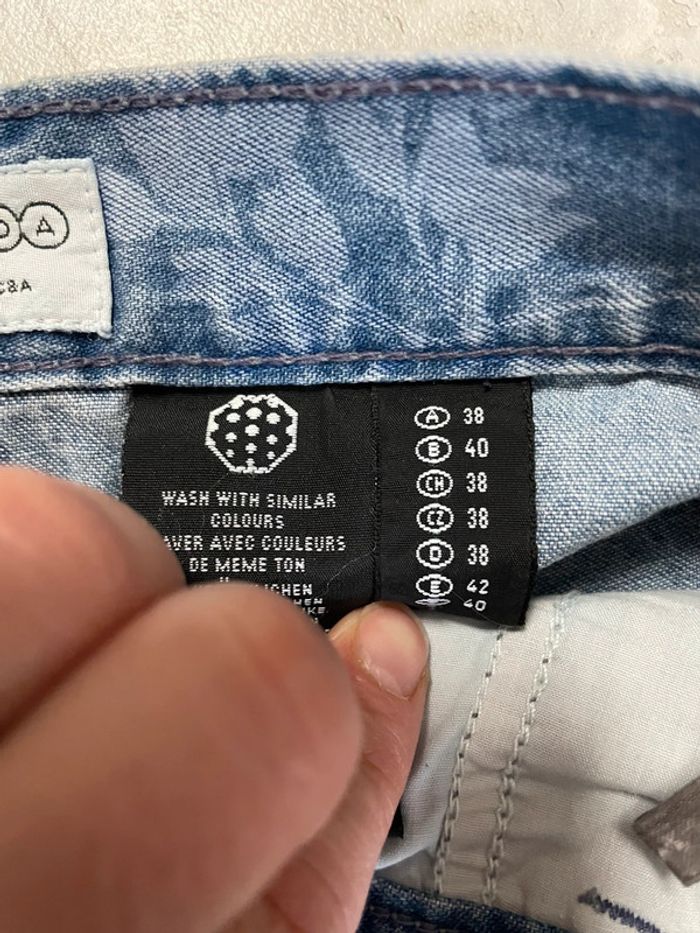 D A
C&A
WASH WITH SIMILAR
COLOURS
AVER AVEC COULEURS
DE MEME TON
A 38
B 40
CH 38
CZ 38
D 38
E 42
40